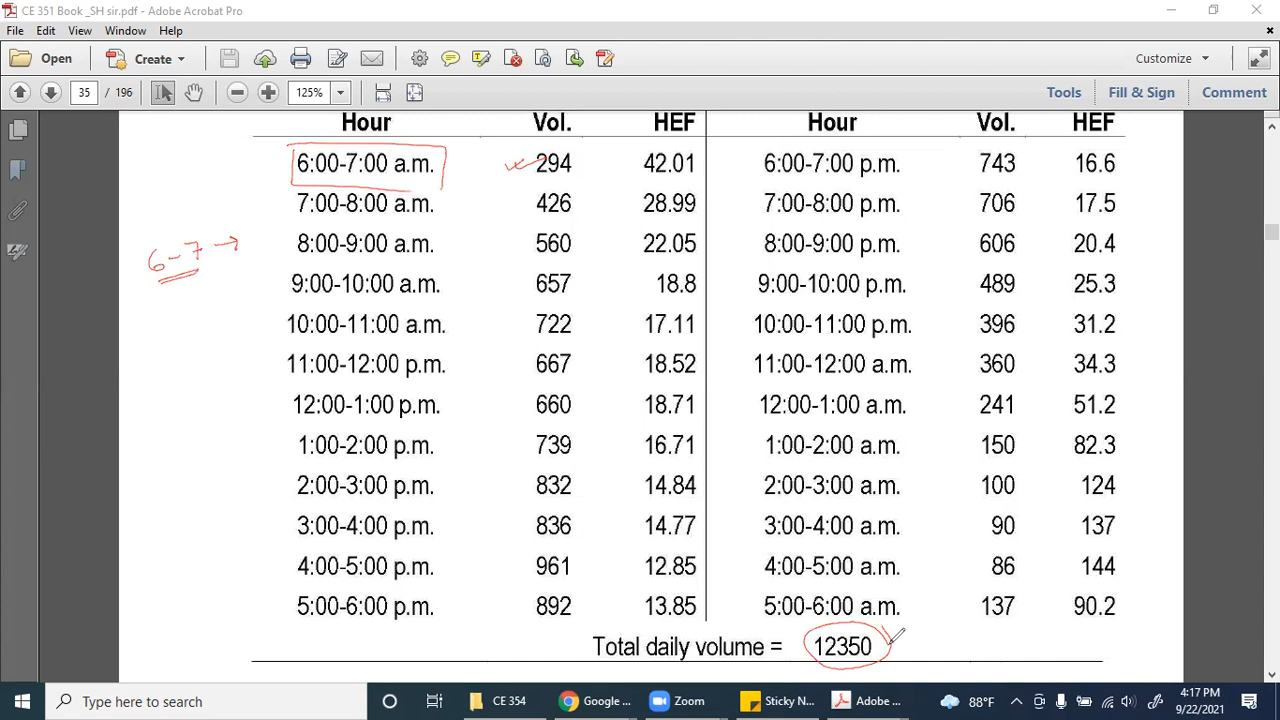 CE 351 Book _SH sir.pdf - Adobe Acrobat Pro
File Edit View Window Help
Open Create Customize
35 / 196 125% Tools Fill & Sign Comment
Hour Vol. HEF Hour Vol. HEF
6:00-7:00 a.m. 294 42.01 6:00-7:00 p.m. 743 16.6
7:00-8:00 a.m. 426 28.99 7:00-8:00 p.m. 706 17.5
6-7 → 8:00-9:00 a.m. 560 22.05 8:00-9:00 p.m. 606 20.4
9:00-10:00 a.m. 657 18.8 9:00-10:00 p.m. 489 25.3
10:00-11:00 a.m. 722 17.11 10:00-11:00 p.m. 396 31.2
11:00-12:00 p.m. 667 18.52 11:00-12:00 a.m. 360 34.3
12:00-1:00 p.m. 660 18.71 12:00-1:00 a.m. 241 51.2
1:00-2:00 p.m. 739 16.71 1:00-2:00 a.m. 150 82.3
2:00-3:00 p.m. 832 14.84 2:00-3:00 a.m. 100 124
3:00-4:00 p.m. 836 14.77 3:00-4:00 a.m. 90 137
4:00-5:00 p.m. 961 12.85 4:00-5:00 a.m. 86 144
5:00-6:00 p.m. 892 13.85 5:00-6:00 a.m. 137 90.2
Total daily volume = 12350
Type here to search CE 354 Google ... Zoom Sticky N... Adobe ... 88°F 4:17 PM
9/22/2021